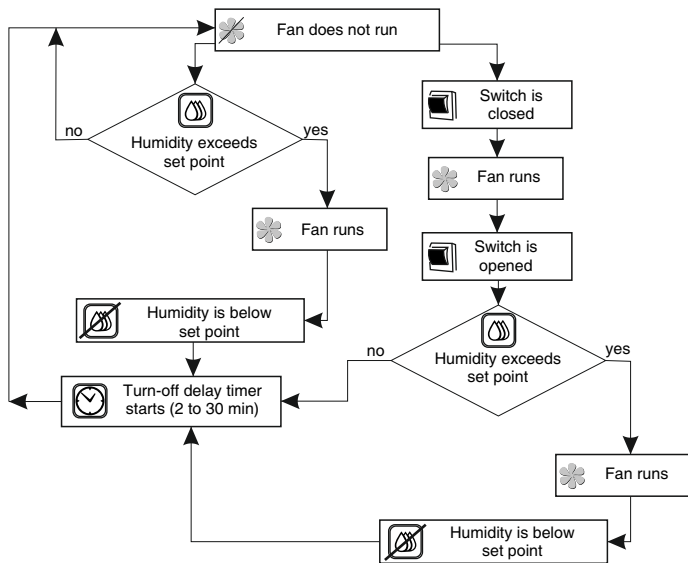 Fan does not run
Humidity exceeds
set point
no
yes
Fan runs
Humidity is below
set point
Turn-off delay timer
starts (2 to 30 min)
Switch is
closed
Fan runs
Switch is
opened
Humidity exceeds
set point
no
yes
Fan runs
Humidity is below
set point